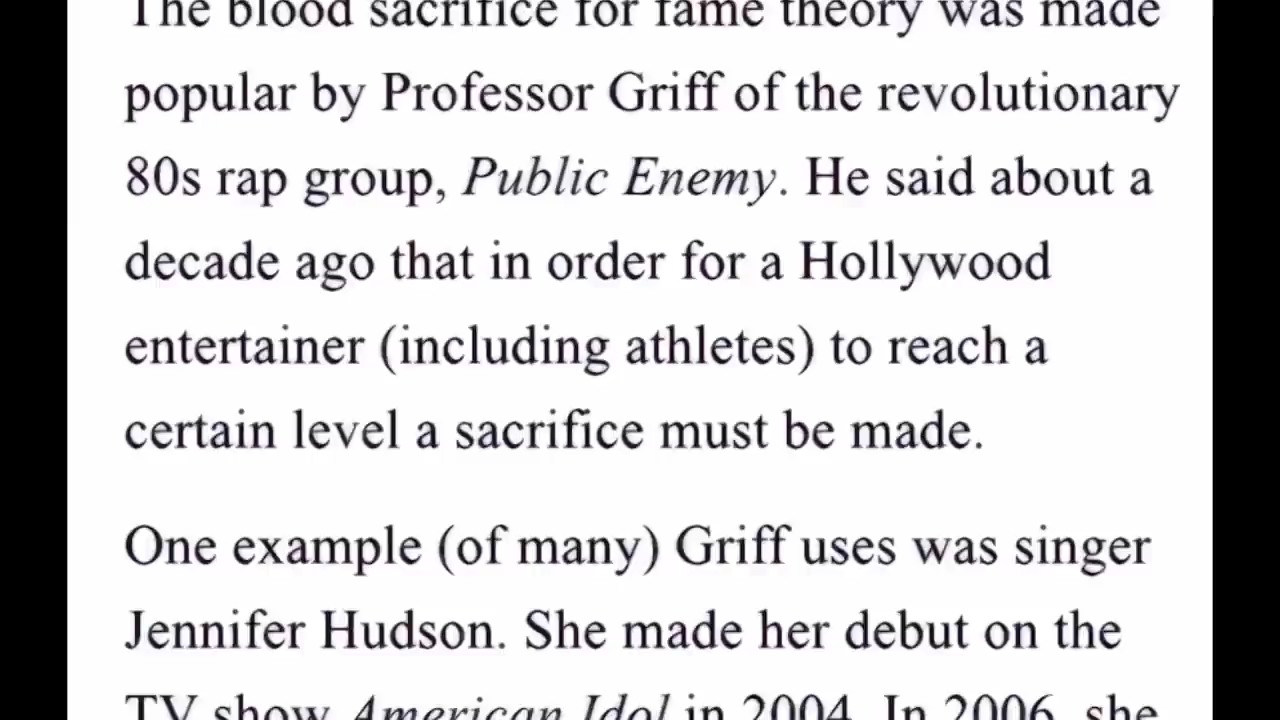 The blood sacrifice for fame theory was made
popular by Professor Griff of the revolutionary
80s rap group, Public Enemy. He said about a
decade ago that in order for a Hollywood
entertainer (including athletes) to reach a
certain level a sacrifice must be made.
One example (of many) Griff uses was singer
Jennifer Hudson. She made her debut on the
TV show American Idol in 2004. In 2006, she